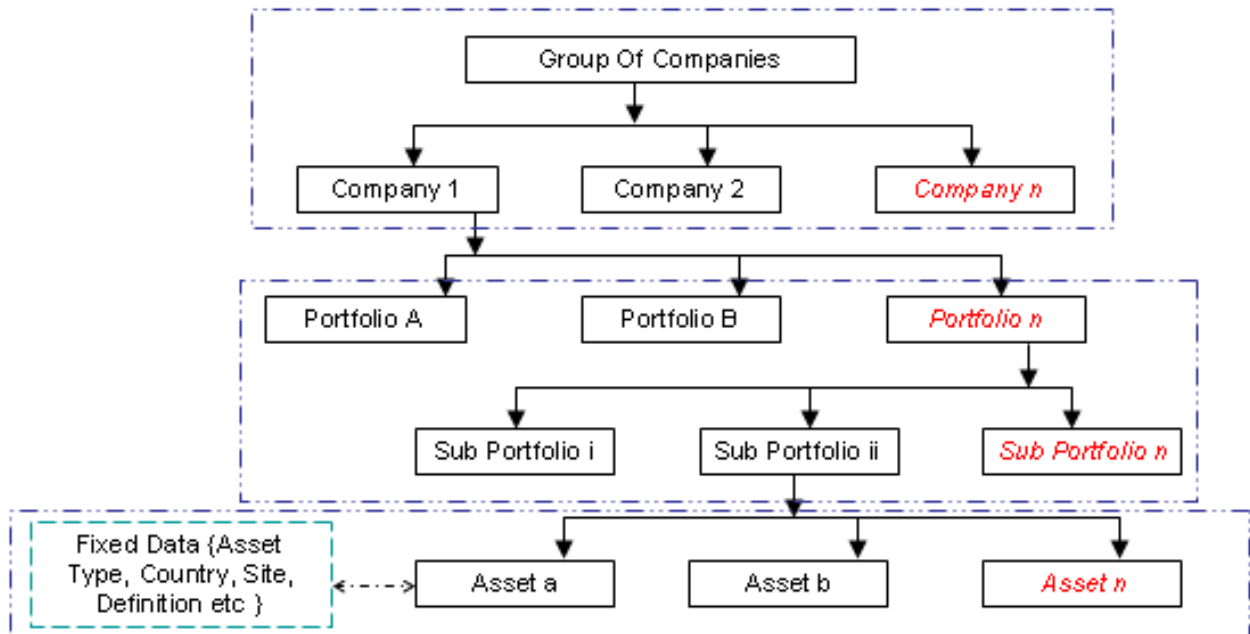 Group Of Companies
Company 1
Company 2
Company n
Portfolio A
Portfolio B
Portfolio n
Sub Portfolio i
Sub Portfolio ii
Sub Portfolio n
Fixed Data {Asset
Type, Country, Site,
Definition etc }
Asset a
Asset b
Asset n